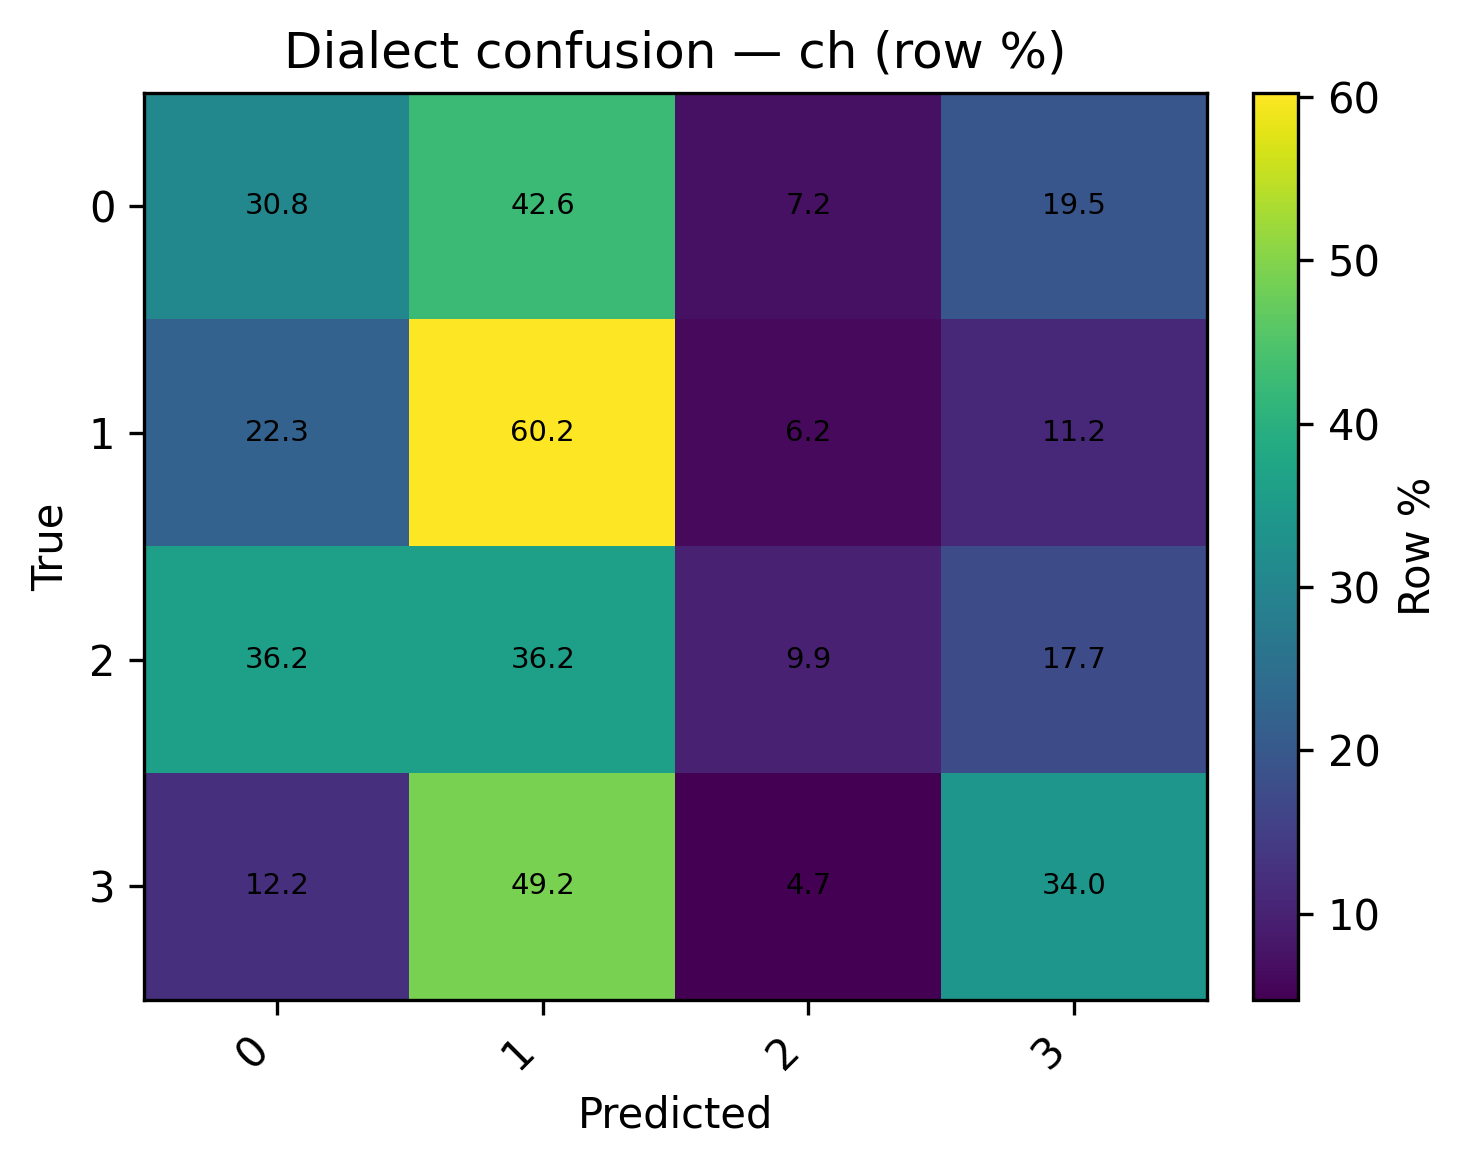 Dialect confusion — ch (row %)
60
50
40
30
20
10
Row %
True
0 30.8 42.6 7.2 19.5
1 22.3 60.2 6.2 11.2
2 36.2 36.2 9.9 17.7
3 12.2 49.2 4.7 34.0
0 1 2 3
Predicted